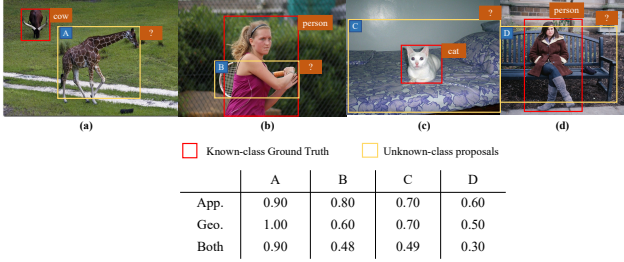 cow
A
?
person
B
?
C
?
cat
person
?
D
(a) (b) (c) (d)
Known-class Ground Truth Unknown-class proposals
A B C D
App. 0.90 0.80 0.70 0.60
Geo. 1.00 0.60 0.70 0.50
Both 0.90 0.48 0.49 0.30